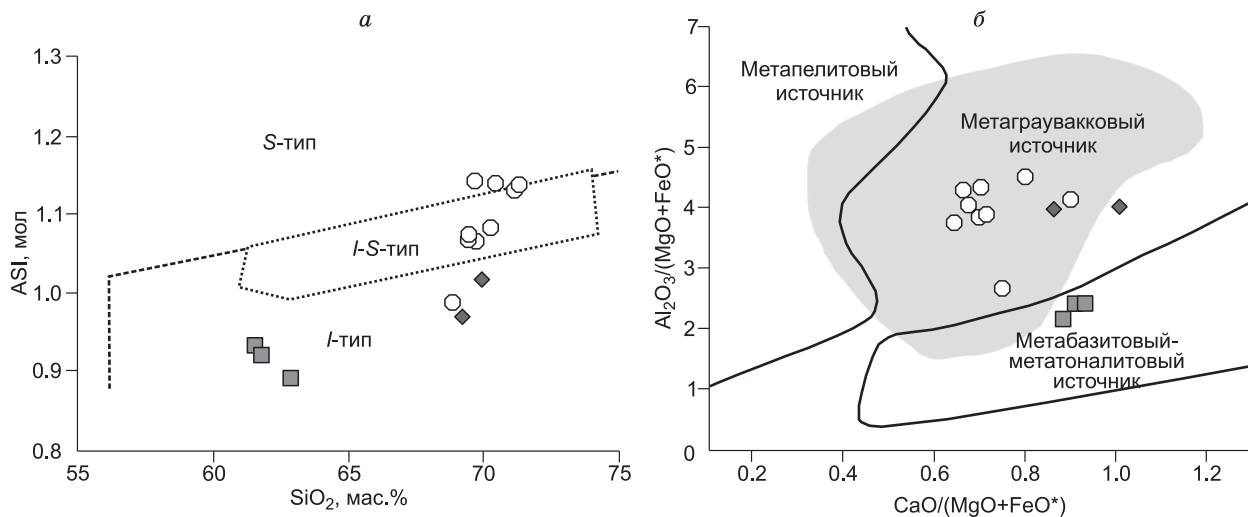 а
1.3
1.2
1.1
1.0
0.9
0.8
ASI, мол
S-тип
I-S-тип
I-тип
55
60
65
70
75
SiO₂, мас.%
б
7
6
5
4
3
2
1
0
Al₂O₃/(MgO+FeO*)
Метапелитовый
источник
Метаграувакковый
источник
Метабазитовый-
метатоналитовый
источник
0.2
0.4
0.6
0.8
1.0
1.2
CaO/(MgO+FeO*)